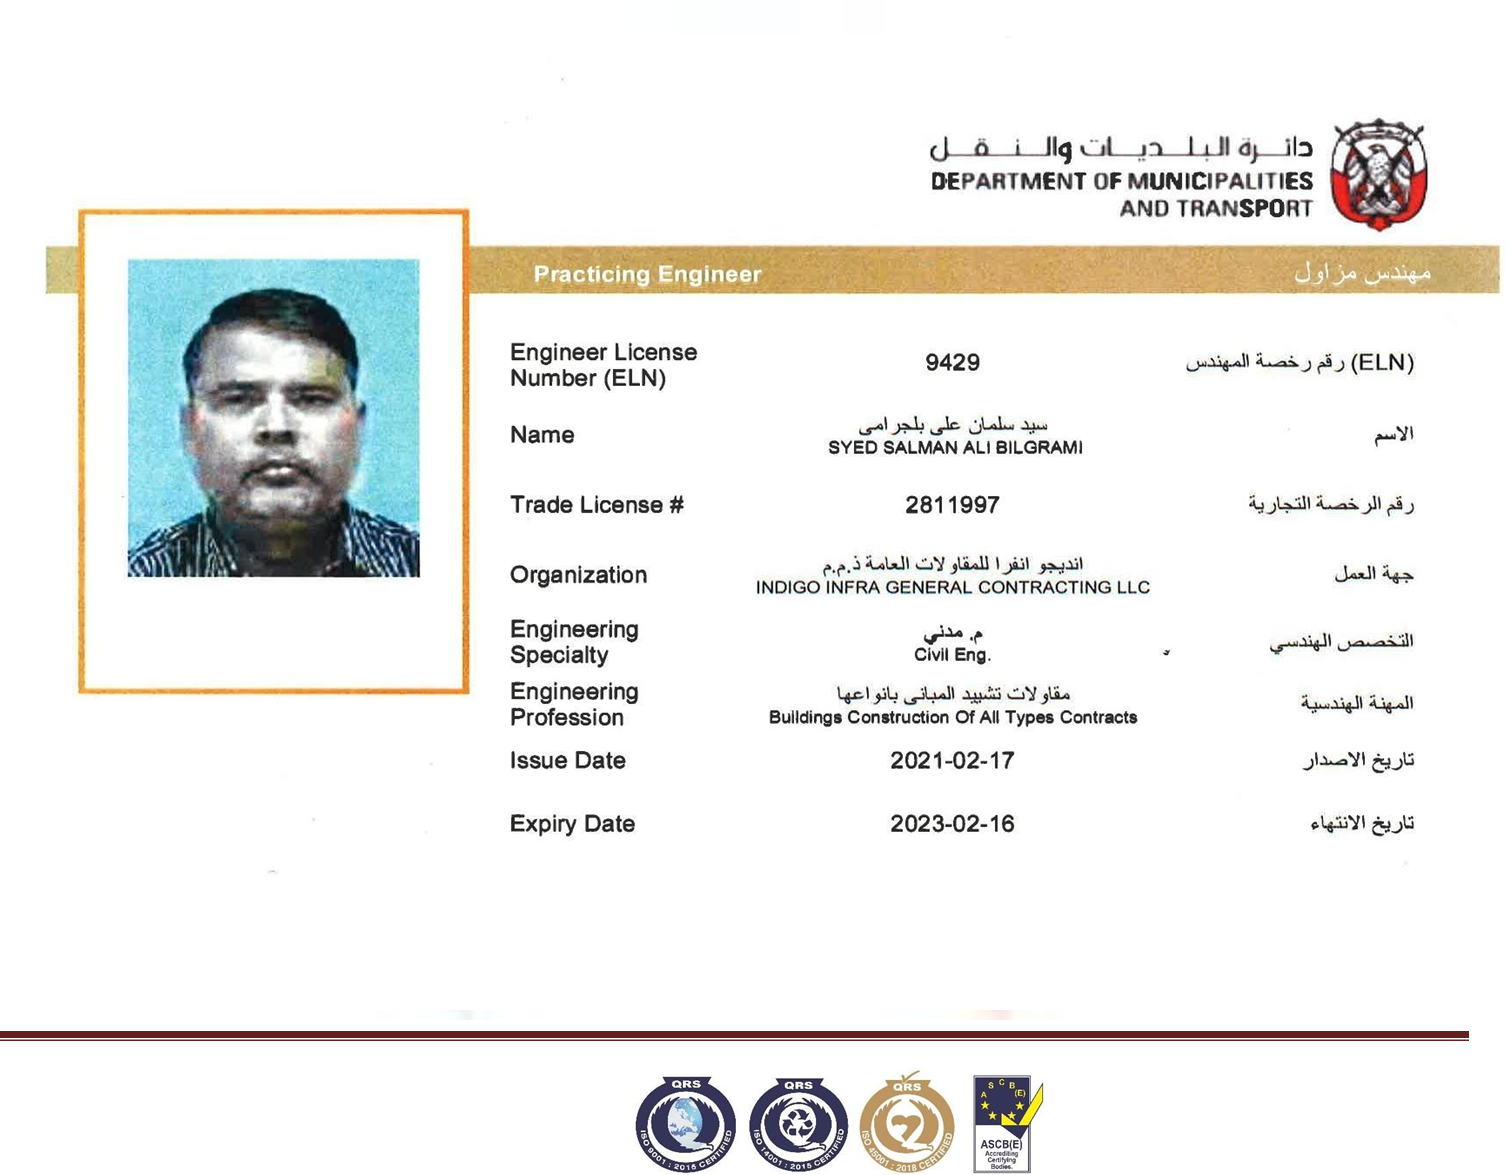 دائرة البلديات والنقل
DEPARTMENT OF MUNICIPALITIES
AND TRANSPORT
Practicing Engineer مهندس مزاول
Engineer License
Number (ELN)
9429
رقم رخصة المهندس (ELN)
Name
سيد سلمان على بلجرامى
SYED SALMAN ALI BILGRAMI
الاسم
Trade License # 2811997 رقم الرخصة التجارية
Organization
انديجو انفرا للمقاولات العامة ذ.م.م
INDIGO INFRA GENERAL CONTRACTING LLC
جهة العمل
Engineering
Specialty
م. مدني
Civil Eng.
التخصص الهندسي
Engineering
Profession
مقاولات تشييد المبانى بانواعها
Buildings Construction Of All Types Contracts
المهنة الهندسية
Issue Date 2021-02-17 تاريخ الاصدار
Expiry Date 2023-02-16 تاريخ الانتهاء
QRS
ISO 9001 : 2015 CERTIFIED
QRS
ISO 14001 : 2015 CERTIFIED
QRS
ISO 45001 : 2018 CERTIFIED
A S C B (E)
ASCB(E)
Accrediting
Certifying
Bodies.